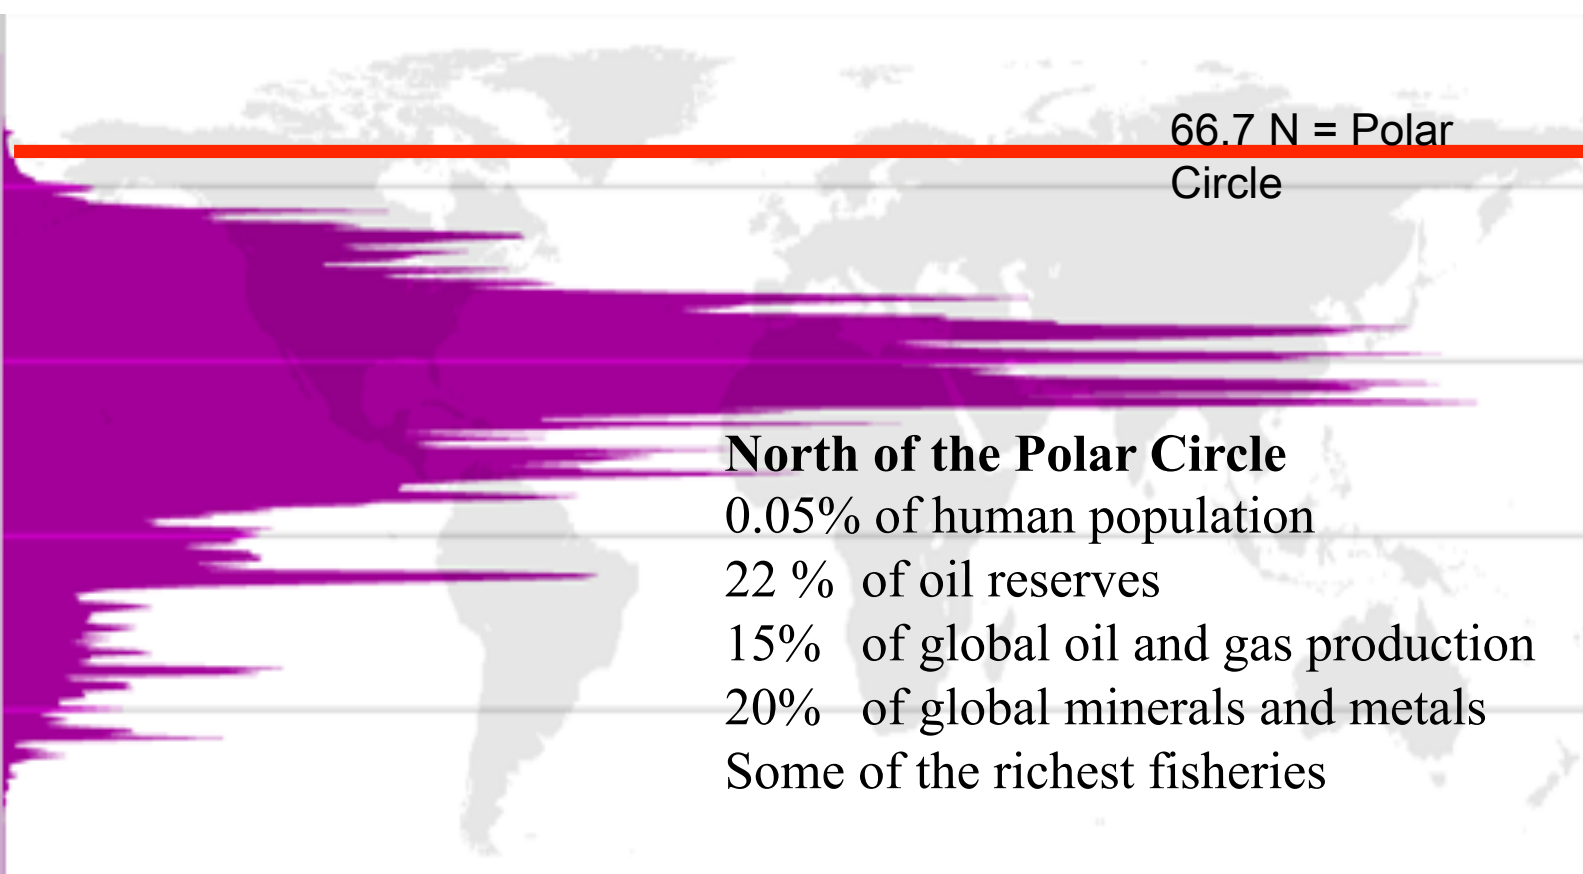 66.7 N = Polar
Circle
North of the Polar Circle
0.05% of human population
22 % of oil reserves
15% of global oil and gas production
20% of global minerals and metals
Some of the richest fisheries